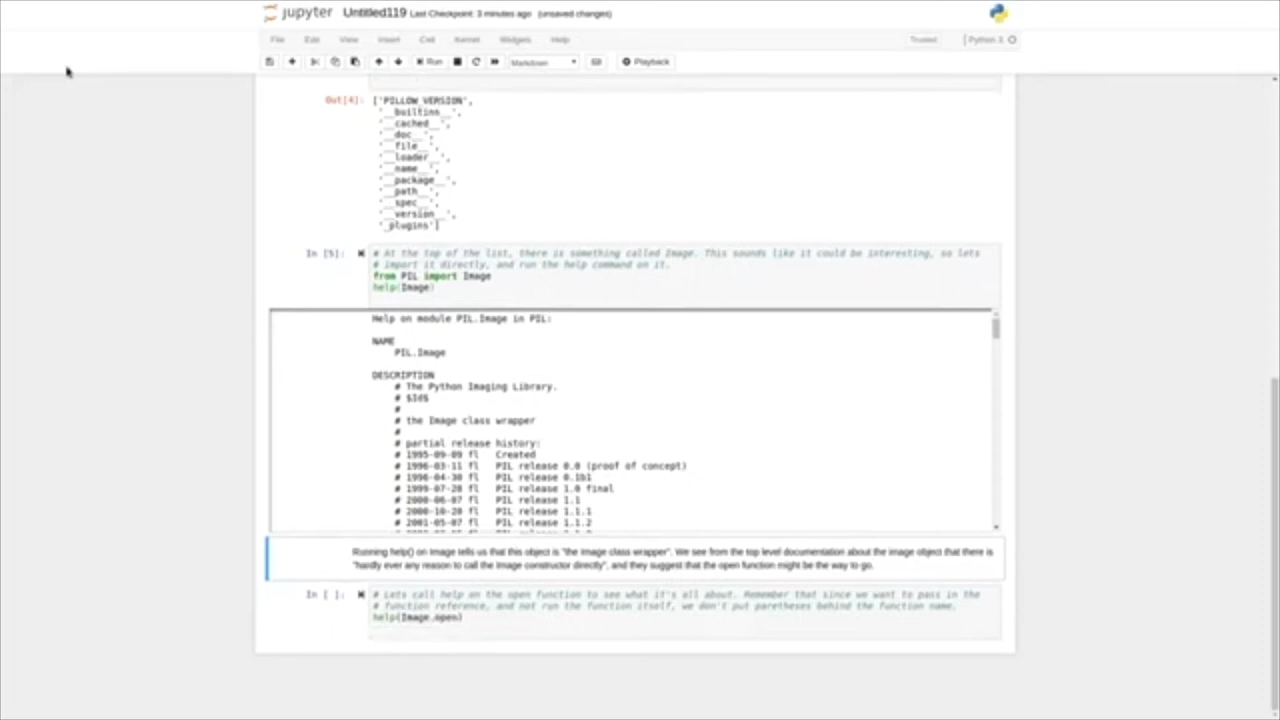 jupyter Untitled119 Last Checkpoint: 3 minutes ago (unsaved changes)
File Edit View Insert Cell Kernel Widgets Help Trusted Python 3
Run Markdown Playback
Out[4]: ['PILLOW_VERSION',
'__builtins__',
'__cached__',
'__doc__',
'__file__',
'__loader__',
'__name__',
'__package__',
'__path__',
'__spec__',
'__version__',
'_plugins']
In [5]: # At the top of the list, there is something called Image. This sounds like it could be interesting, so lets
# import it directly, and run the help command on it.
from PIL import Image
help(Image)
Help on module PIL.Image in PIL:
NAME
PIL.Image
DESCRIPTION
# The Python Imaging Library.
# $Id$
#
# the Image class wrapper
#
# partial release history:
# 1995-09-09 fl Created
# 1996-03-11 fl PIL release 0.0 (proof of concept)
# 1996-04-30 fl PIL release 0.1b1
# 1999-07-28 fl PIL release 1.0 final
# 2000-06-07 fl PIL release 1.1
# 2000-10-20 fl PIL release 1.1.1
# 2001-05-07 fl PIL release 1.1.2
Running help() on Image tells us that this object is "the Image class wrapper". We see from the top level documentation about the image object that there is
"hardly ever any reason to call the Image constructor directly", and they suggest that the open function might be the way to go.
In [ ]: # Lets call help on the open function to see what it's all about. Remember that since we want to pass in the
# function reference, and not run the function itself, we don't put paretheses behind the function name.
help(Image.open)